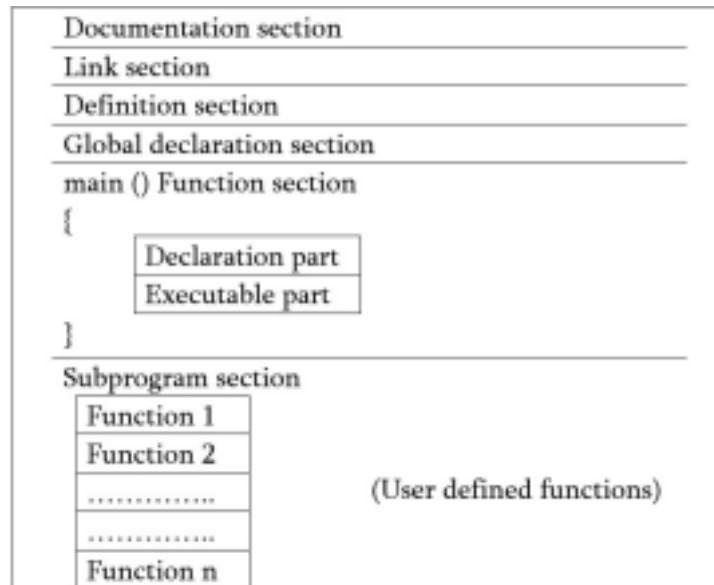 Documentation section
Link section
Definition section
Global declaration section
main () Function section
{
Declaration part
Executable part
}
Subprogram section
Function 1
Function 2
…………..
(User defined functions)
…………..
Function n